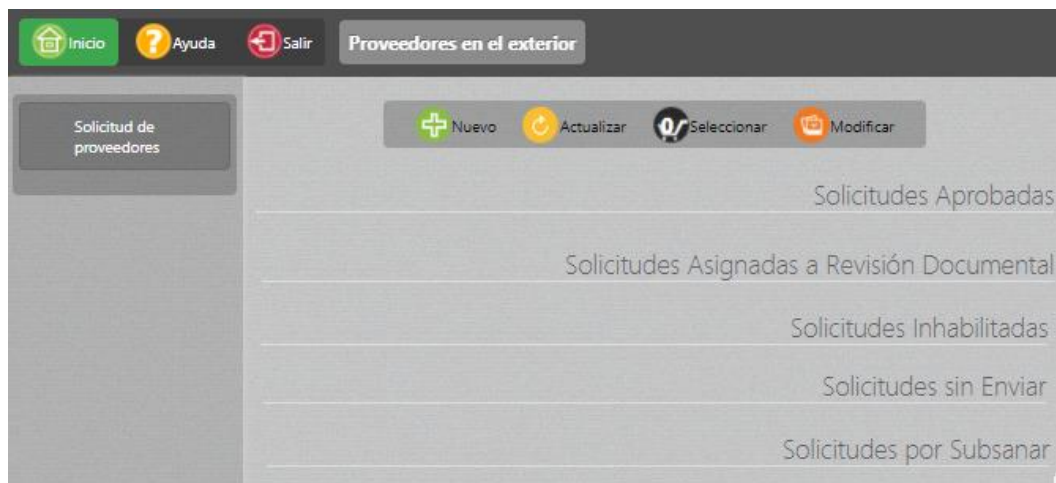 Inicio Ayuda Salir Proveedores en el exterior
Solicitud de
proveedores
Nuevo Actualizar Seleccionar Modificar
Solicitudes Aprobadas
Solicitudes Asignadas a Revisión Documental
Solicitudes Inhabilitadas
Solicitudes sin Enviar
Solicitudes por Subsanar